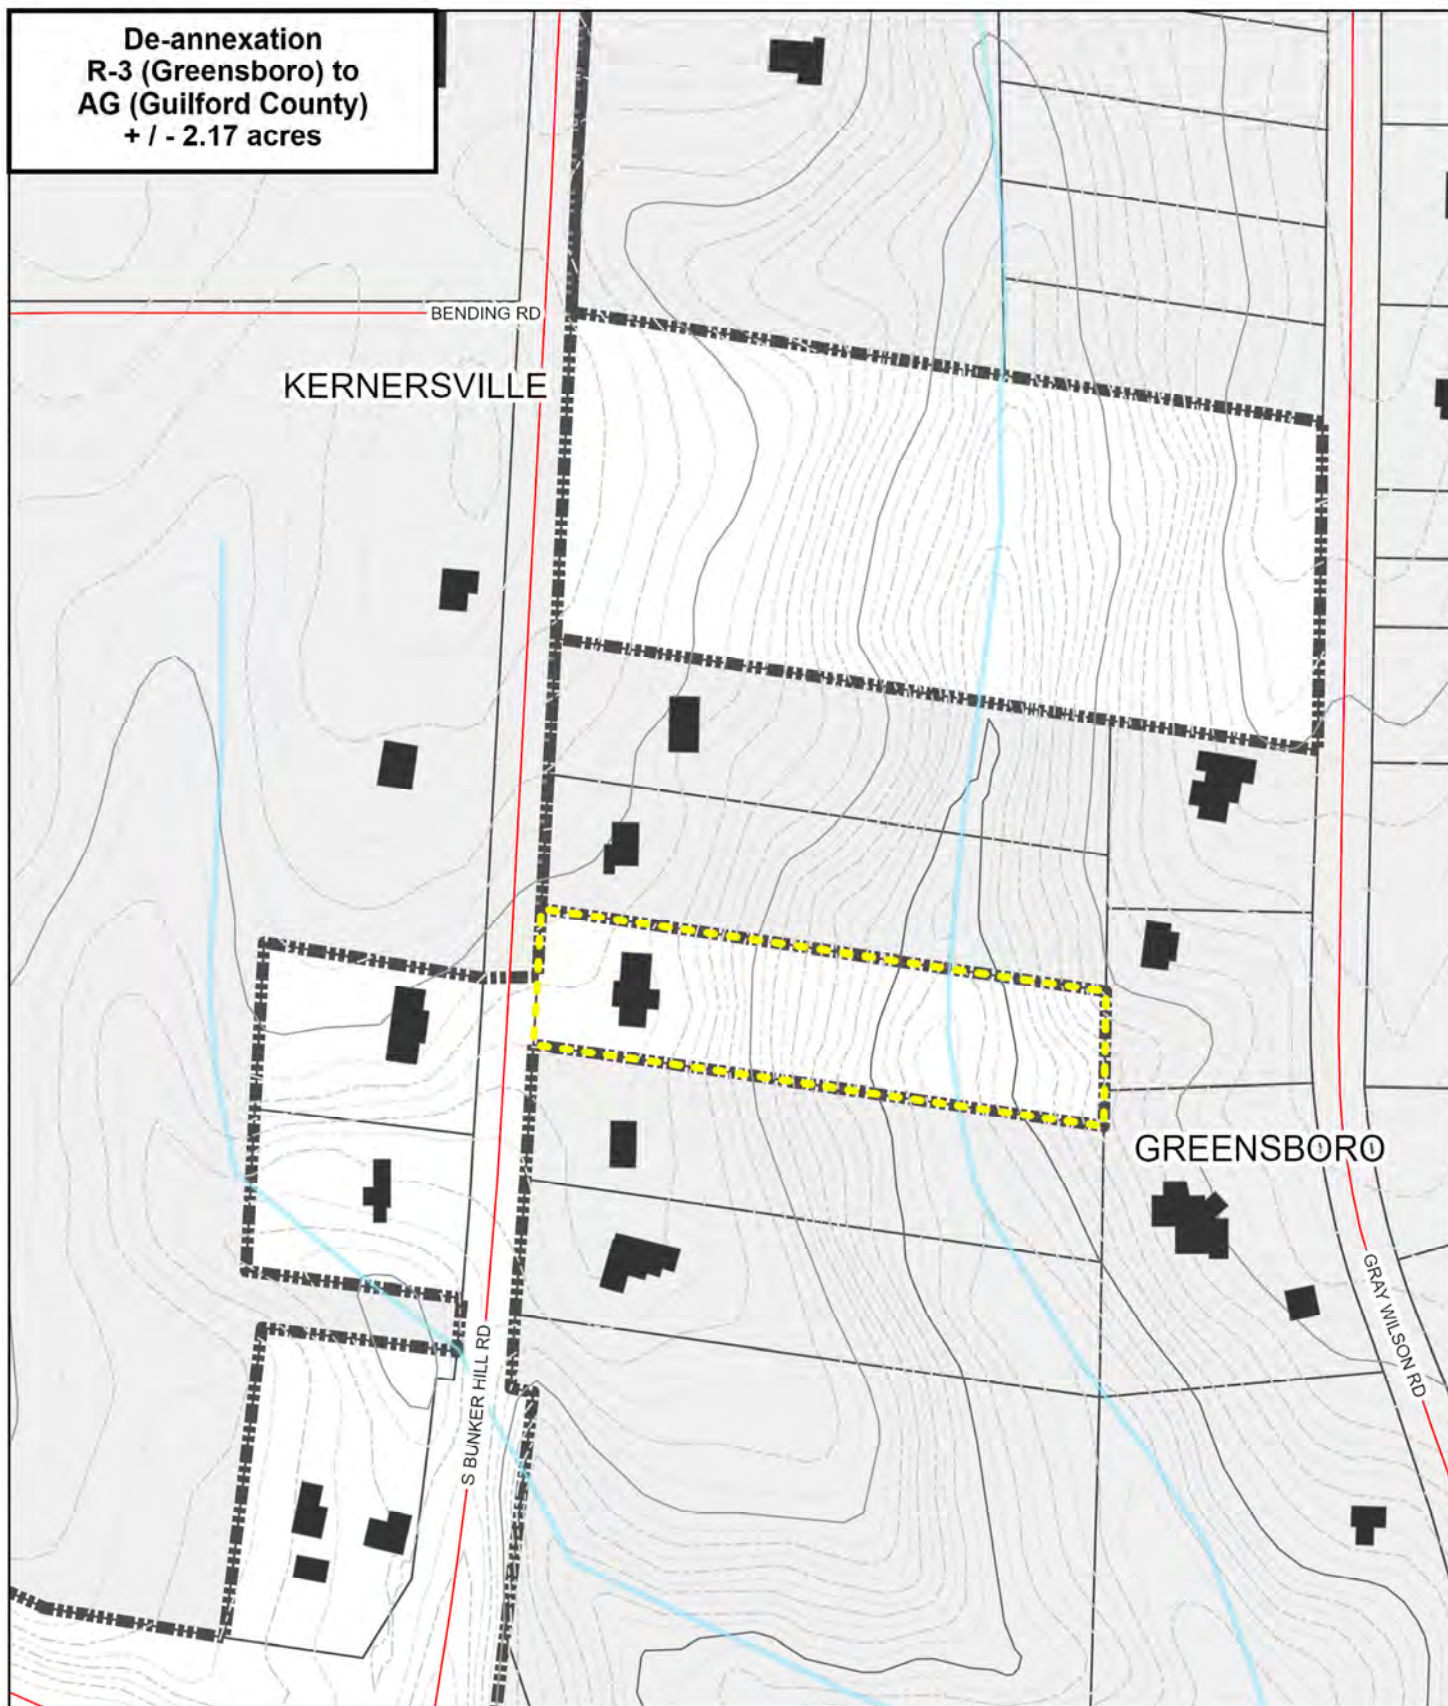 De-annexation
R-3 (Greensboro) to
AG (Guilford County)
+ / - 2.17 acres
BENDING RD
KERNERSVILLE
GREENSBORO
GRAY WILSON RD
S BUNKER HILL RD